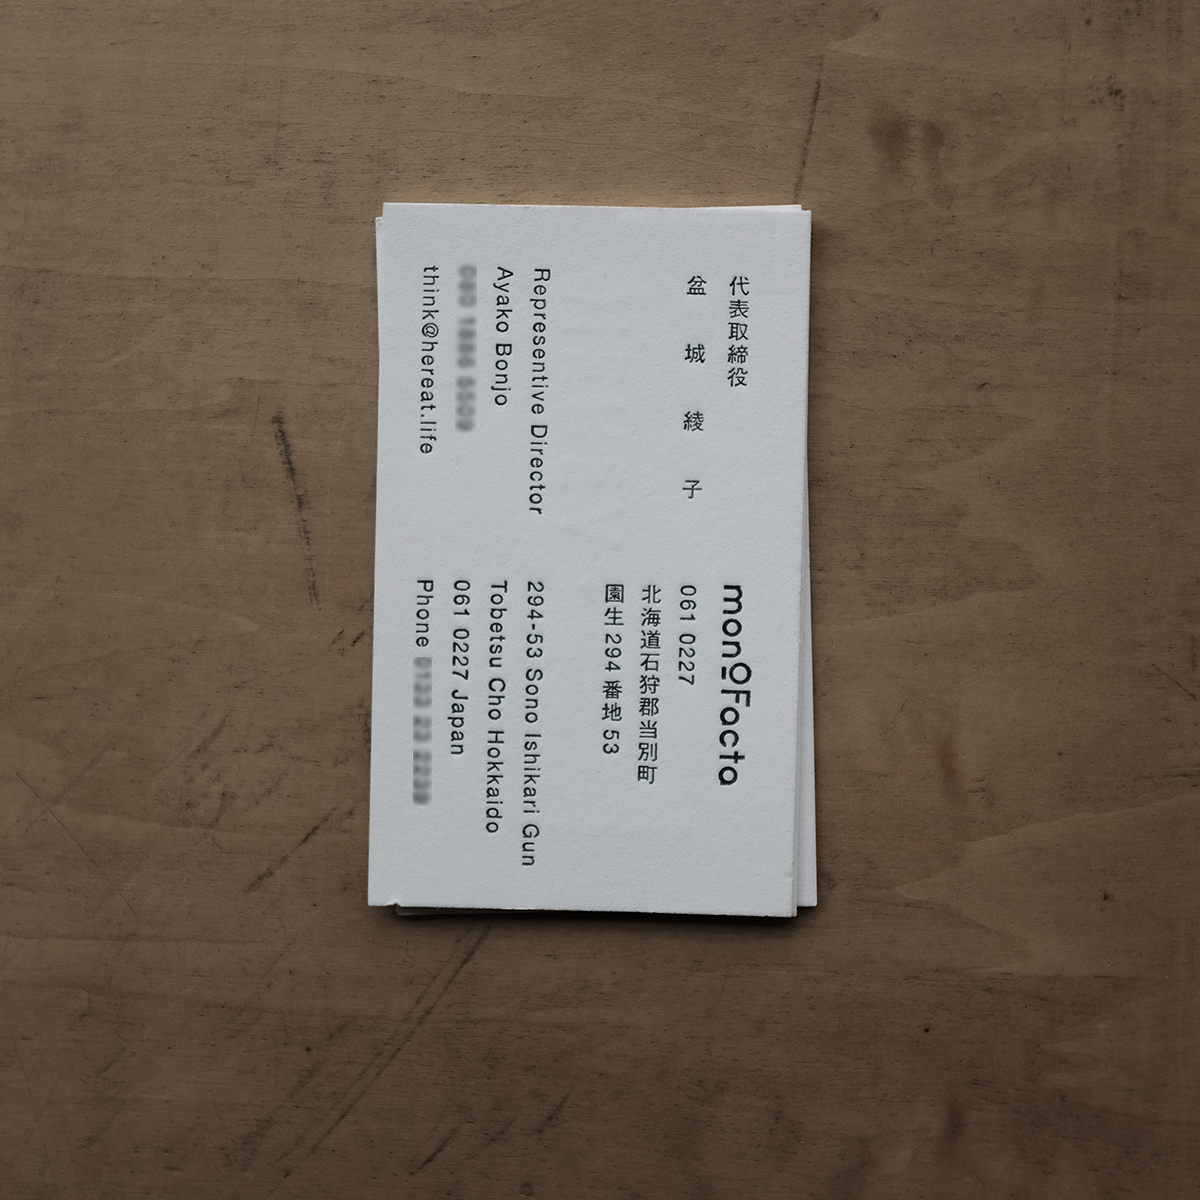 代表取締役
盆城綾子
Representive Director
Ayako Bonjo
think@hereat.life
monoFacta
061 0227
北海道石狩郡当別町
園生 294 番地 53
294-53 Sono Ishikari Gun
Tobetsu Cho Hokkaido
061 0227 Japan
Phone